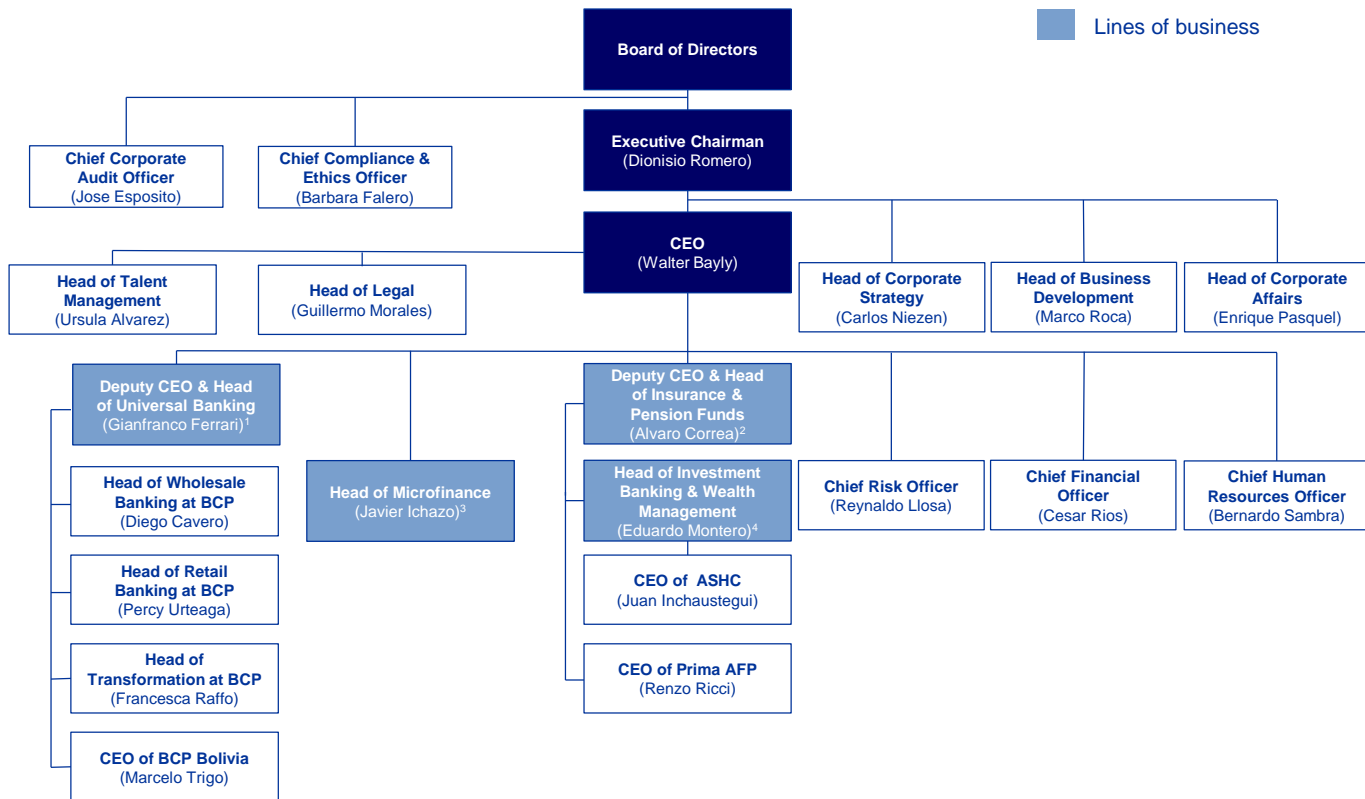 Board of Directors
Lines of business
Executive Chairman
(Dionisio Romero)
Chief Corporate
Audit Officer
(Jose Esposito)
Chief Compliance &
Ethics Officer
(Barbara Falero)
CEO
(Walter Bayly)
Head of Talent
Management
(Ursula Alvarez)
Head of Legal
(Guillermo Morales)
Head of Corporate
Strategy
(Carlos Niezen)
Head of Business
Development
(Marco Roca)
Head of Corporate
Affairs
(Enrique Pasquel)
Deputy CEO & Head
of Universal Banking
(Gianfranco Ferrari)¹
Deputy CEO & Head
of Insurance &
Pension Funds
(Alvaro Correa)²
Head of Wholesale
Banking at BCP
(Diego Cavero)
Head of Microfinance
(Javier Ichazo)³
Head of Investment
Banking & Wealth
Management
(Eduardo Montero)⁴
Chief Risk Officer
(Reynaldo Llosa)
Chief Financial
Officer
(Cesar Rios)
Chief Human
Resources Officer
(Bernardo Sambra)
Head of Retail
Banking at BCP
(Percy Urteaga)
CEO of ASHC
(Juan Inchaustegui)
Head of
Transformation at BCP
(Francesca Raffo)
CEO of Prima AFP
(Renzo Ricci)
CEO of BCP Bolivia
(Marcelo Trigo)